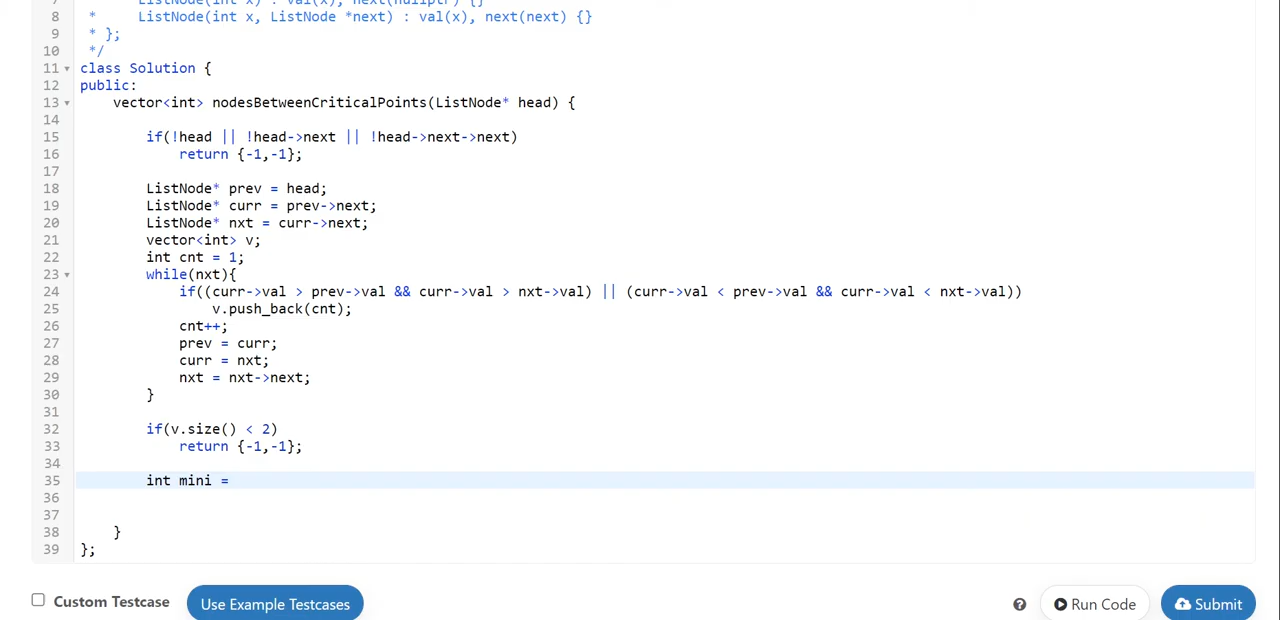 7 *     ListNode(int x) : val(x), next(nullptr) {}
8 *     ListNode(int x, ListNode *next) : val(x), next(next) {}
9 * };
10 */
11 class Solution {
12 public:
13     vector<int> nodesBetweenCriticalPoints(ListNode* head) {
14
15         if(!head || !head->next || !head->next->next)
16             return {-1,-1};
17
18         ListNode* prev = head;
19         ListNode* curr = prev->next;
20         ListNode* nxt = curr->next;
21         vector<int> v;
22         int cnt = 1;
23         while(nxt){
24             if((curr->val > prev->val && curr->val > nxt->val) || (curr->val < prev->val && curr->val < nxt->val))
25                 v.push_back(cnt);
26             cnt++;
27             prev = curr;
28             curr = nxt;
29             nxt = nxt->next;
30         }
31
32         if(v.size() < 2)
33             return {-1,-1};
34
35         int mini =
36
37
38     }
39 };
Custom Testcase
Use Example Testcases
?
Run Code
Submit